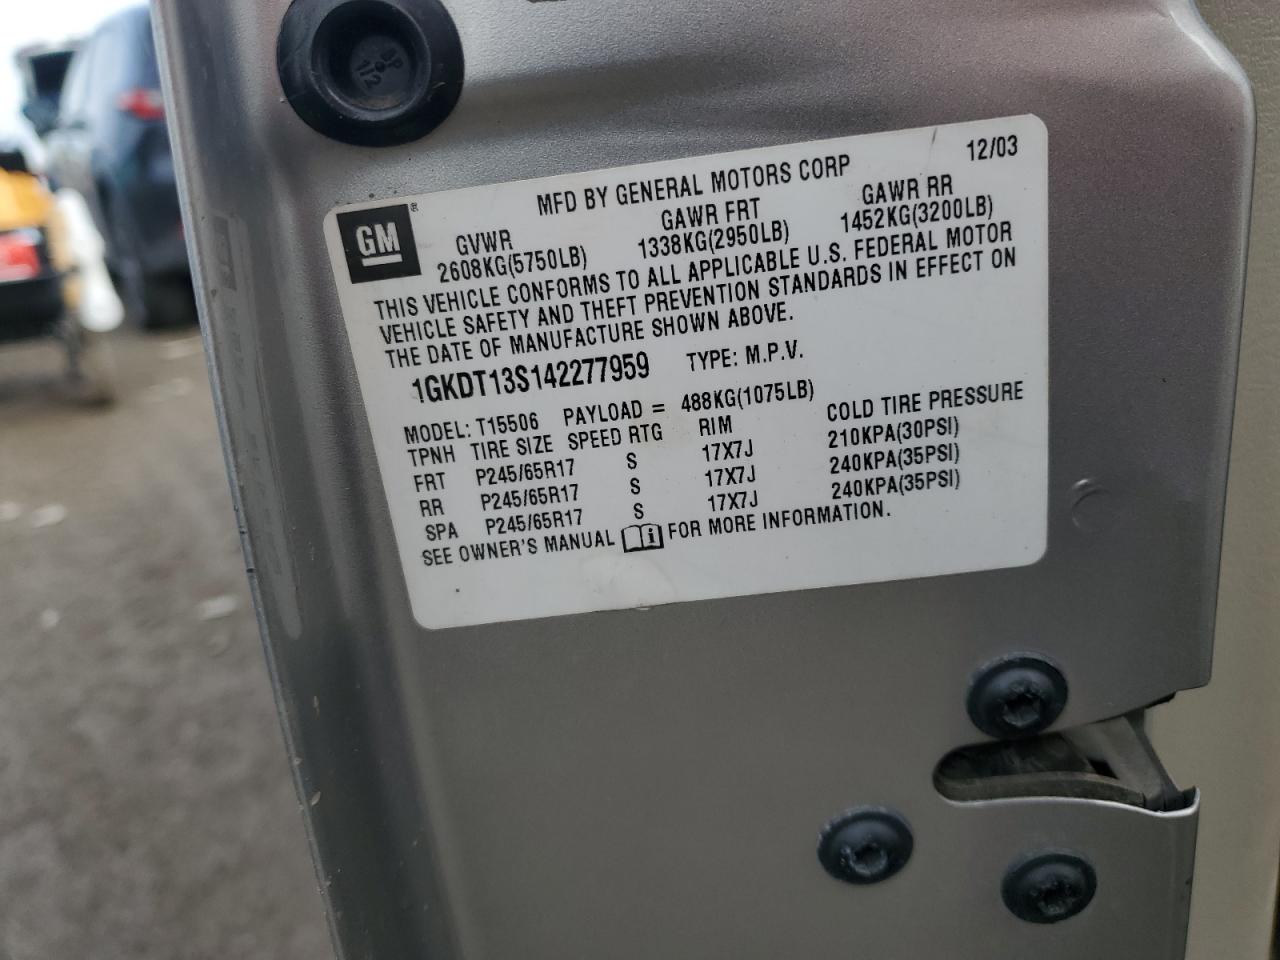 UP
1/2
MFD BY GENERAL MOTORS CORP 12/03
GM®
GVWR GAWR FRT GAWR RR
2608KG(5750LB) 1338KG(2950LB) 1452KG(3200LB)
THIS VEHICLE CONFORMS TO ALL APPLICABLE U.S. FEDERAL MOTOR
VEHICLE SAFETY AND THEFT PREVENTION STANDARDS IN EFFECT ON
THE DATE OF MANUFACTURE SHOWN ABOVE.
1GKDT13S142277959 TYPE: M.P.V.
MODEL: T15506 PAYLOAD = 488KG(1075LB)
TPNH TIRE SIZE SPEED RTG RIM COLD TIRE PRESSURE
FRT P245/65R17 S 17X7J 210KPA(30PSI)
RR P245/65R17 S 17X7J 240KPA(35PSI)
SPA P245/65R17 S 17X7J 240KPA(35PSI)
SEE OWNER'S MANUAL i FOR MORE INFORMATION.